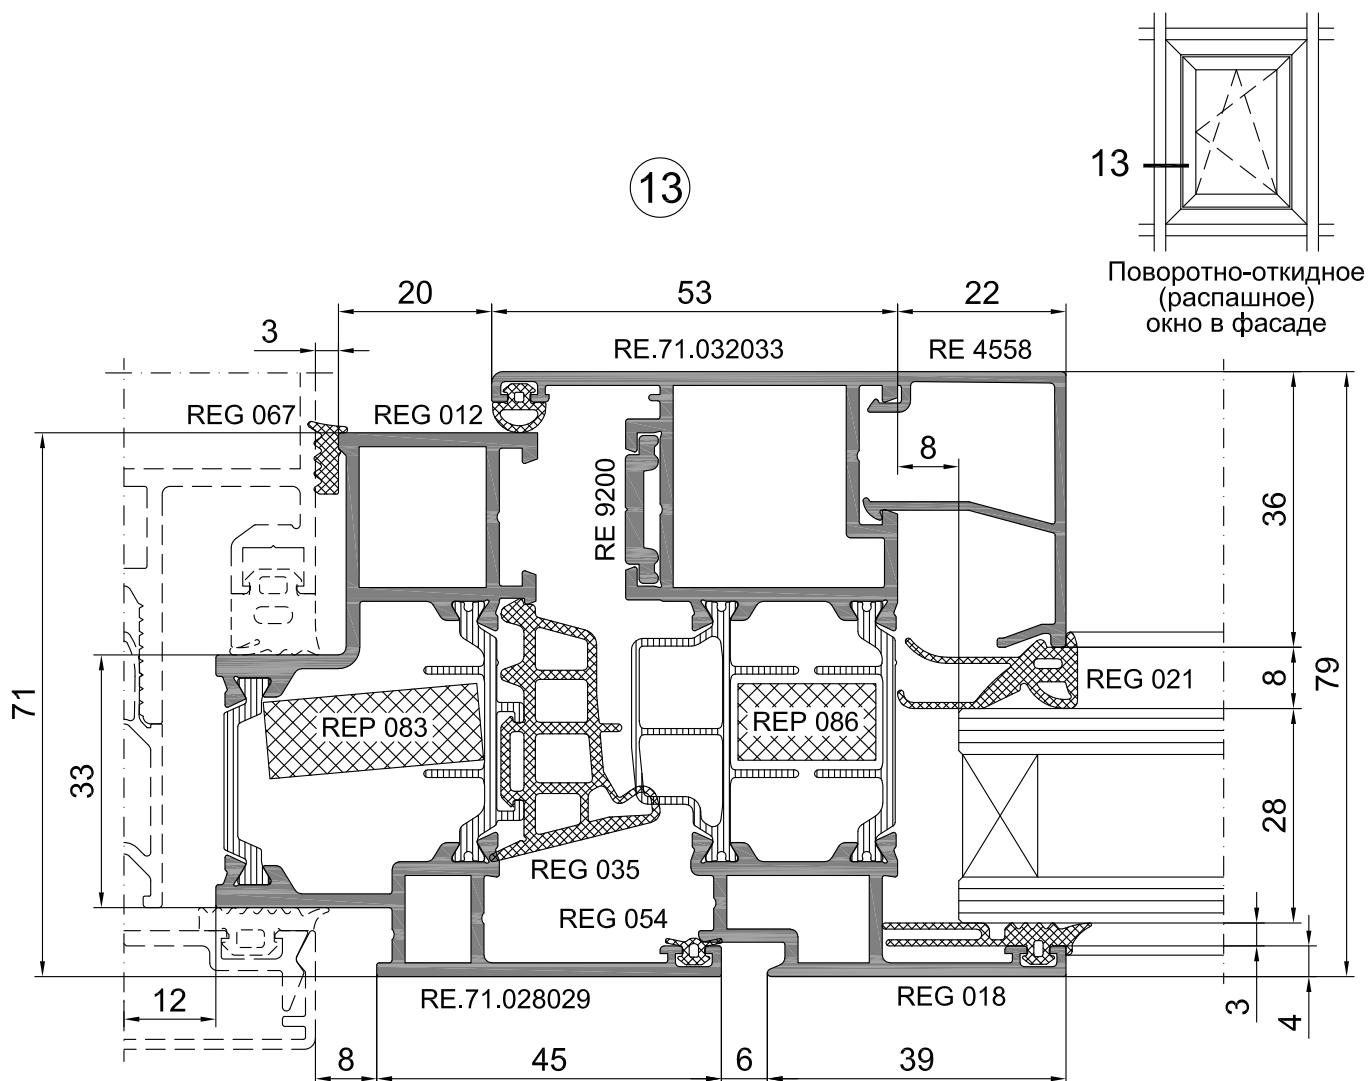 13
13
Поворотно-откидное
(распашное)
окно в фасаде
20
53
22
3
RE.71.032033
RE 4558
REG 067
REG 012
8
RE 9200
36
71
33
REP 083
REP 086
REG 021
8
79
28
REG 035
REG 054
RE.71.028029
REG 018
12
3
4
8
45
6
39